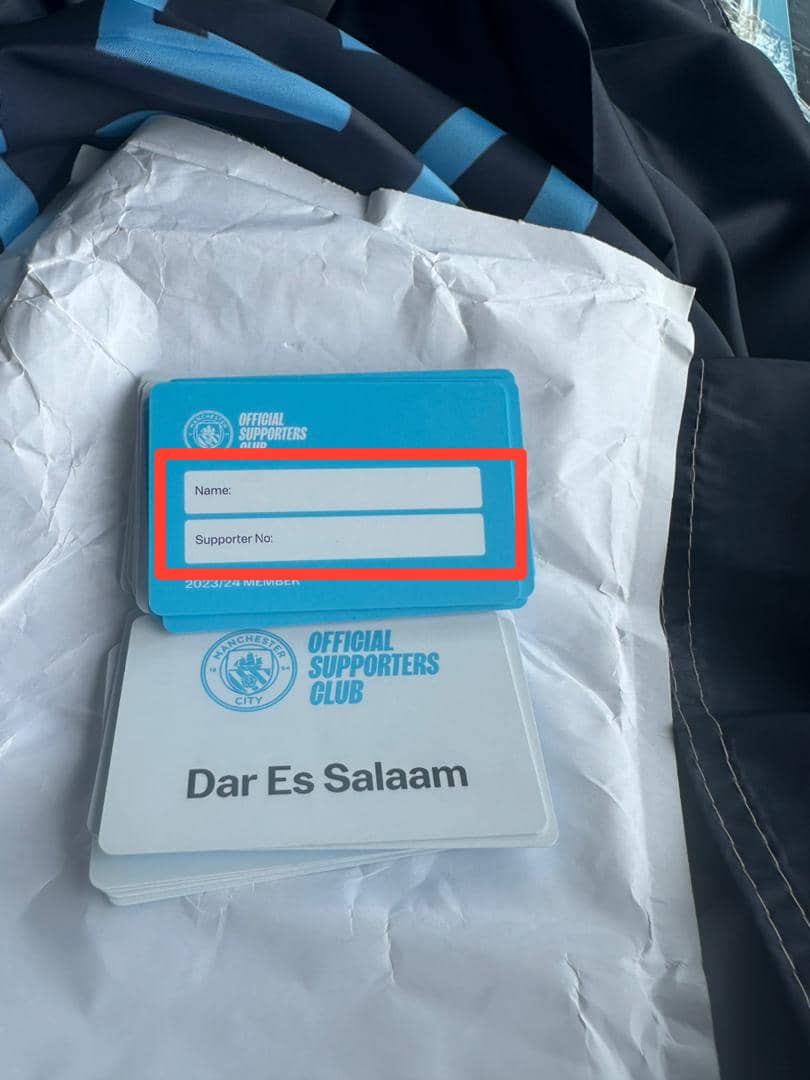 OFFICIAL
SUPPORTERS
CLUB
Name:
Supporter No:
2023/24 MEMBER
MANCHESTER
CITY
OFFICIAL
SUPPORTERS
CLUB
Dar Es Salaam